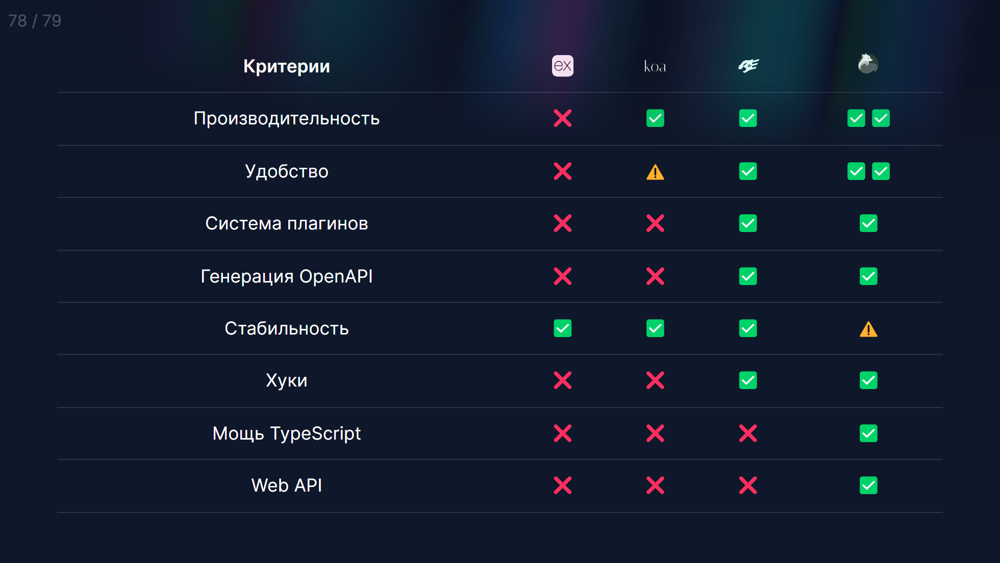 78 / 79
Критерии ex koa
Производительность
Удобство
Система плагинов
Генерация OpenAPI
Стабильность
Хуки
Мощь TypeScript
Web API